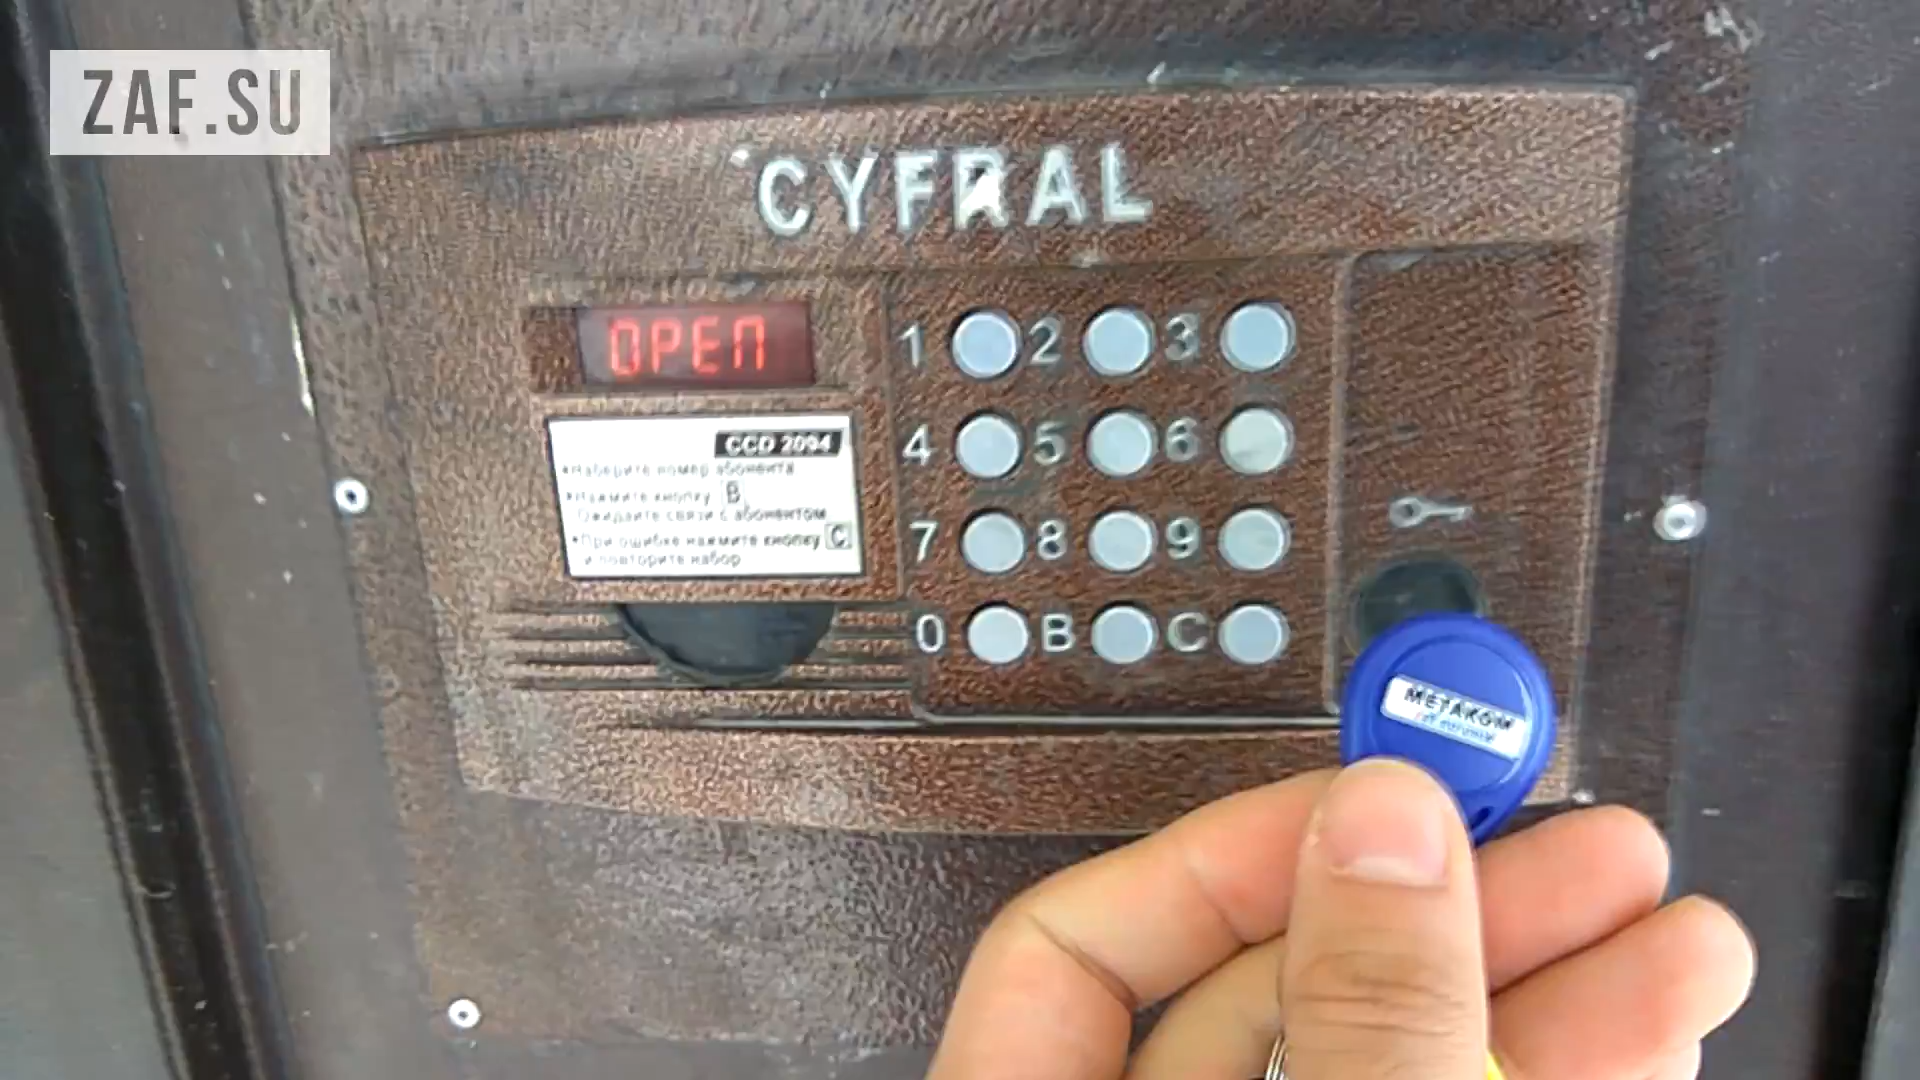 ZAF.SU
CYFRAL
OPEN
1 2 3
4 5 6
7 8 9
0 B C
CCD 2094
•Наберите номер абонента
•Нажмите кнопку B
Ожидайте связи с абонентом
•При ошибке нажмите кнопку C
и повторите набор
МЕТАКОМ